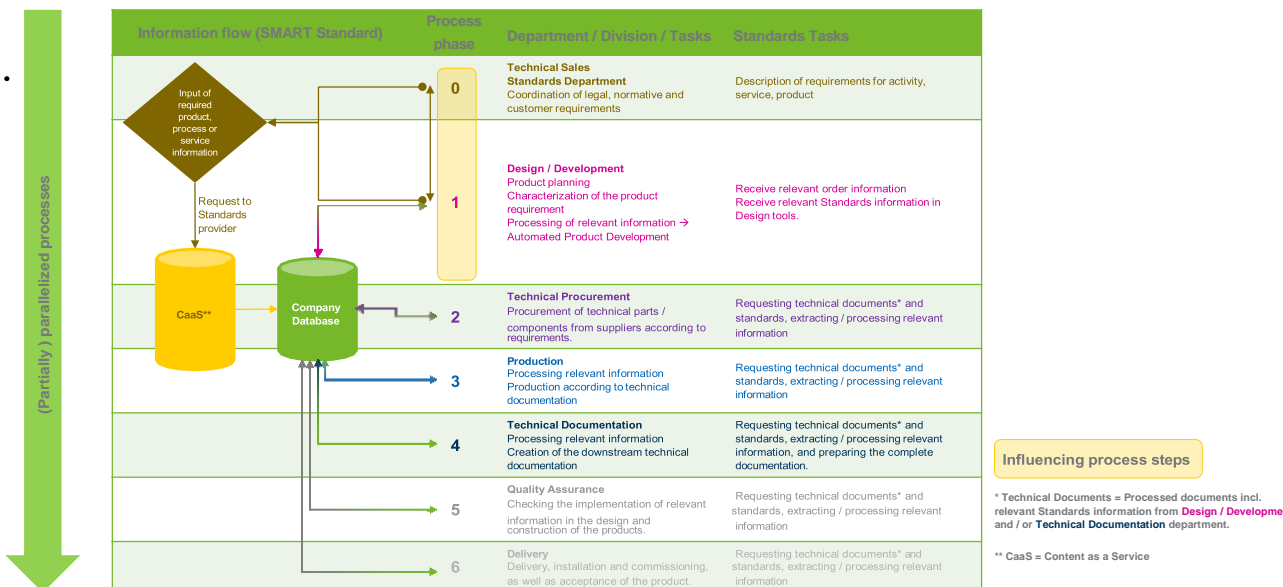 Information flow (SMART Standard)
Process
phase
Department / Division / Tasks
Standards Tasks
(Partially ) parallelized processes
Input of
required
product,
process or
service
information
Request to
Standards
provider
CaaS**
Company
Database
0
Technical Sales
Standards Department
Coordination of legal, normative and
customer requirements
Description of requirements for activity,
service, product
1
Design / Development
Product planning
Characterization of the product
requirement
Processing of relevant information →
Automated Product Development
Receive relevant order information
Receive relevant Standards information in
Design tools.
2
Technical Procurement
Procurement of technical parts /
components from suppliers according to
requirements.
Requesting technical documents* and
standards, extracting / processing relevant
information
3
Production
Processing relevant information
Production according to technical
documentation
Requesting technical documents* and
standards, extracting / processing relevant
information
4
Technical Documentation
Processing relevant information
Creation of the downstream technical
documentation
Requesting technical documents* and
standards, extracting / processing relevant
information, and preparing the complete
documentation.
5
Quality Assurance
Checking the implementation of relevant
information in the design and
construction of the products.
Requesting technical documents* and
standards, extracting / processing relevant
information
6
Delivery
Delivery, installation and commissioning,
as well as acceptance of the product.
Requesting technical documents* and
standards, extracting / processing relevant
information
Influencing process steps
* Technical Documents = Processed documents incl.
relevant Standards information from Design / Developme
and / or Technical Documentation department.
** CaaS = Content as a Service